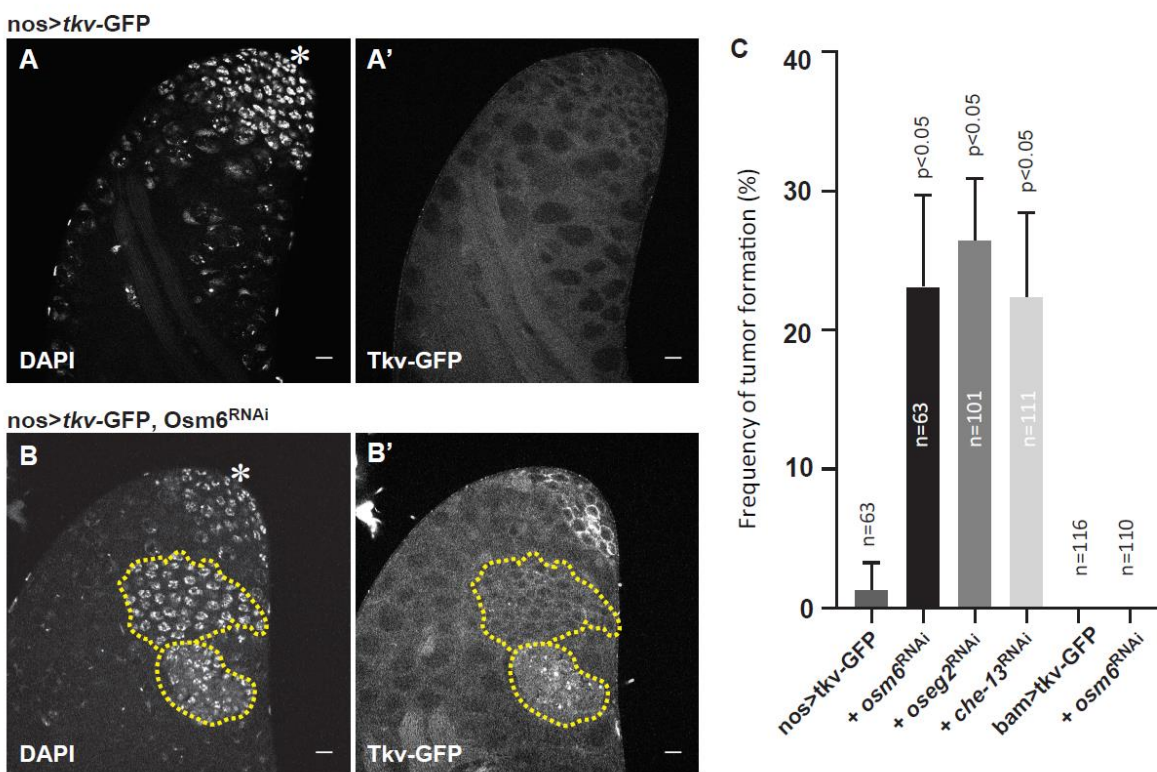 nos>tkv-GFP
A
*
A'
DAPI
Tkv-GFP
nos>tkv-GFP, Osm6RNAi
B
*
B'
DAPI
Tkv-GFP
C
Frequency of tumor formation (%)
40
30
20
10
0
n=63
p<0.05
n=63
p<0.05
n=101
p<0.05
n=111
n=116
n=110
nos>tkv-GFP
+ osm6RNAi
+ oseg2RNAi
+ che-13RNAi
bam>tkv-GFP
+ osm6RNAi